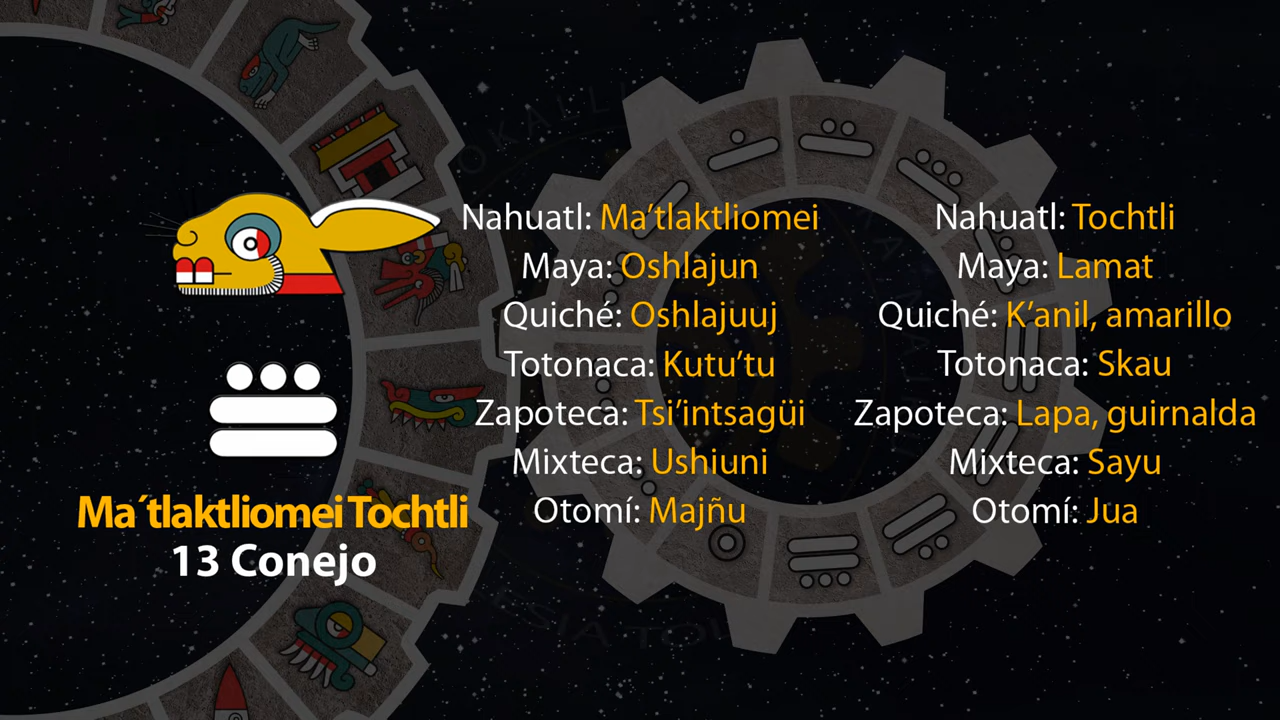 Nahuatl: Ma’tlaktliomei
Maya: Oshlajun
Quiché: Oshlajuuj
Totonaca: Kutu’tu
Zapoteca: Tsi’intsagüi
Mixteca: Ushiuni
Otomí: Majñu
Nahuatl: Tochtli
Maya: Lamat
Quiché: K’anil, amarillo
Totonaca: Skau
Zapoteca: Lapa, guirnalda
Mixteca: Sayu
Otomí: Jua
Ma´tlaktliomei Tochtli
13 Conejo